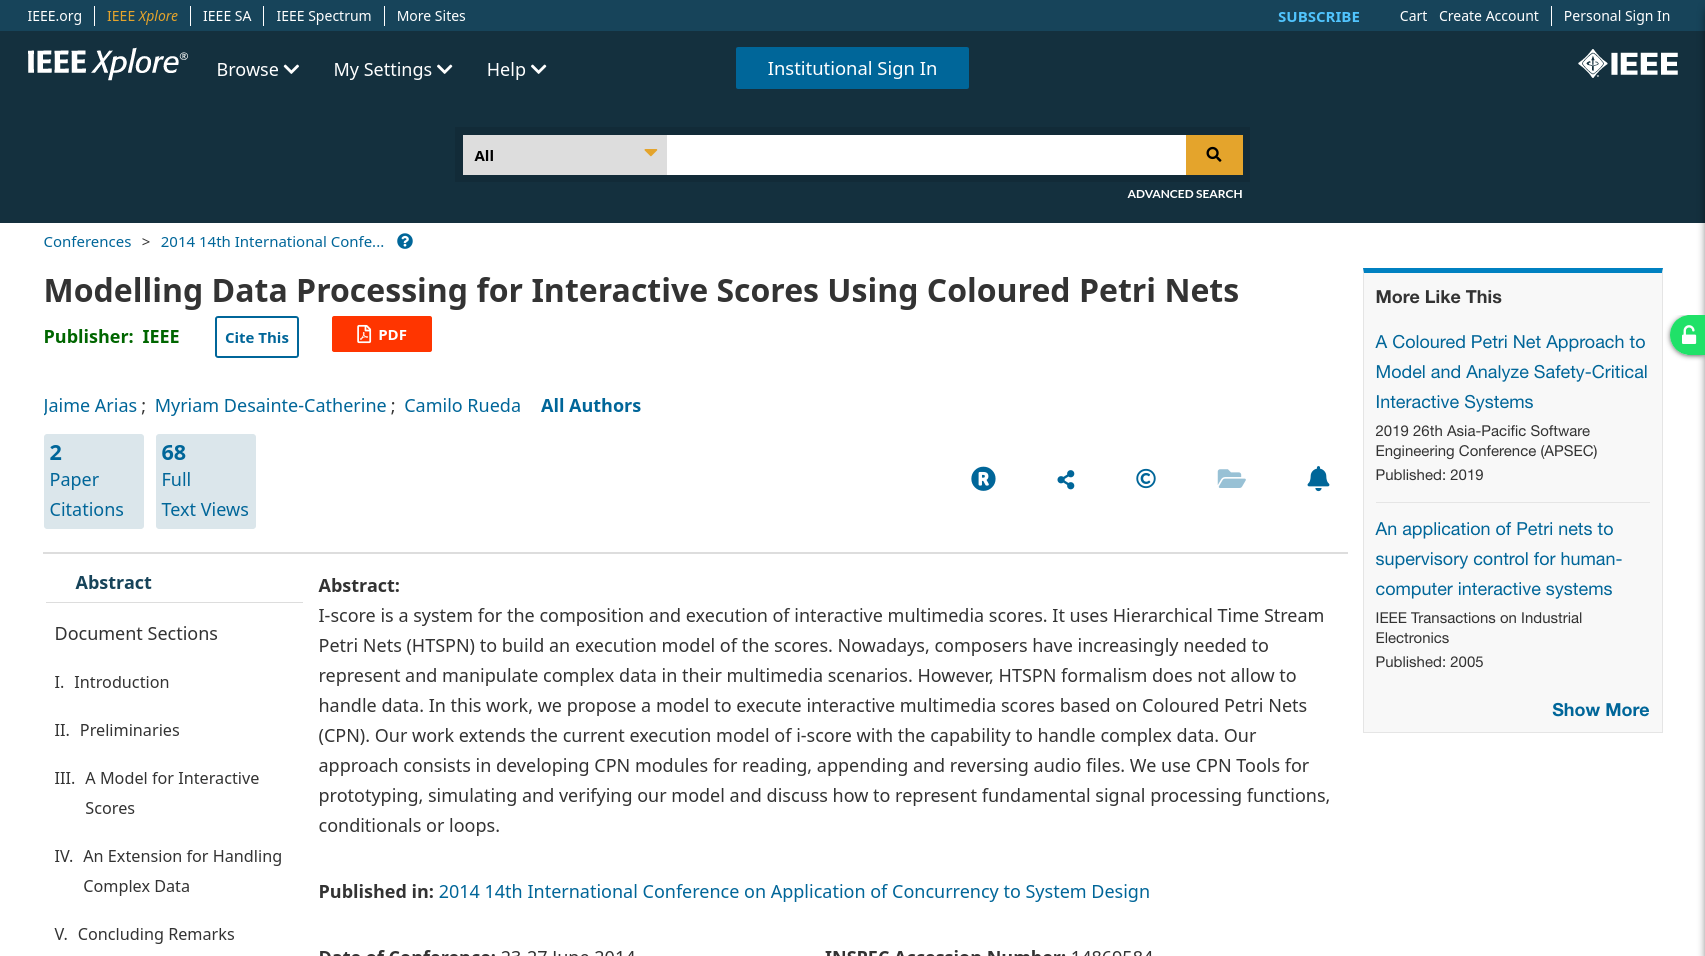 IEEE.org
IEEE Xplore
IEEE SA
IEEE Spectrum
More Sites
SUBSCRIBE
Cart
Create Account
Personal Sign In
IEEE Xplore®
Browse
My Settings
Help
Institutional Sign In
IEEE
All
ADVANCED SEARCH
Conferences > 2014 14th International Confe...
Modelling Data Processing for Interactive Scores Using Coloured Petri Nets
Publisher: IEEE
Cite This
PDF
Jaime Arias ; Myriam Desainte-Catherine ; Camilo Rueda All Authors
2
Paper
Citations
68
Full
Text Views
R
©
Abstract
Document Sections
I. Introduction
II. Preliminaries
III. A Model for Interactive
Scores
IV. An Extension for Handling
Complex Data
V. Concluding Remarks
Abstract:
I-score is a system for the composition and execution of interactive multimedia scores. It uses Hierarchical Time Stream
Petri Nets (HTSPN) to build an execution model of the scores. Nowadays, composers have increasingly needed to
represent and manipulate complex data in their multimedia scenarios. However, HTSPN formalism does not allow to
handle data. In this work, we propose a model to execute interactive multimedia scores based on Coloured Petri Nets
(CPN). Our work extends the current execution model of i-score with the capability to handle complex data. Our
approach consists in developing CPN modules for reading, appending and reversing audio files. We use CPN Tools for
prototyping, simulating and verifying our model and discuss how to represent fundamental signal processing functions,
conditionals or loops.
Published in: 2014 14th International Conference on Application of Concurrency to System Design
Date of Conference: 23-27 June 2014
INSPEC Accession Number: 14869584
More Like This
A Coloured Petri Net Approach to
Model and Analyze Safety-Critical
Interactive Systems
2019 26th Asia-Pacific Software
Engineering Conference (APSEC)
Published: 2019
An application of Petri nets to
supervisory control for human-
computer interactive systems
IEEE Transactions on Industrial
Electronics
Published: 2005
Show More